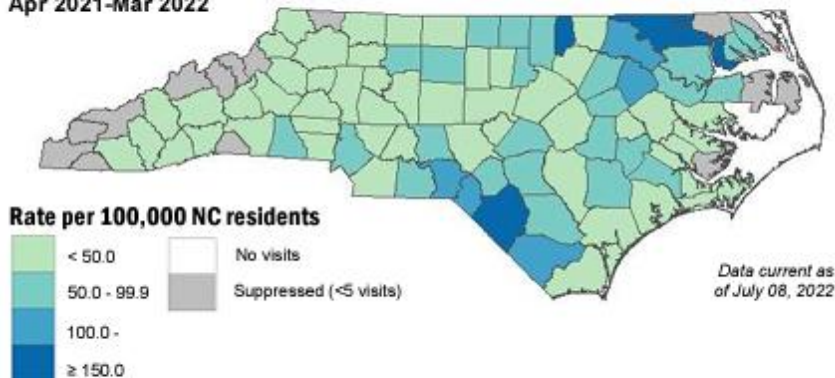 Apr 2021-Mar 2022
Rate per 100,000 NC residents
< 50.0
50.0 - 99.9
100.0 -
≥ 150.0
No visits
Suppressed (<5 visits)
Data current as
of July 08, 2022